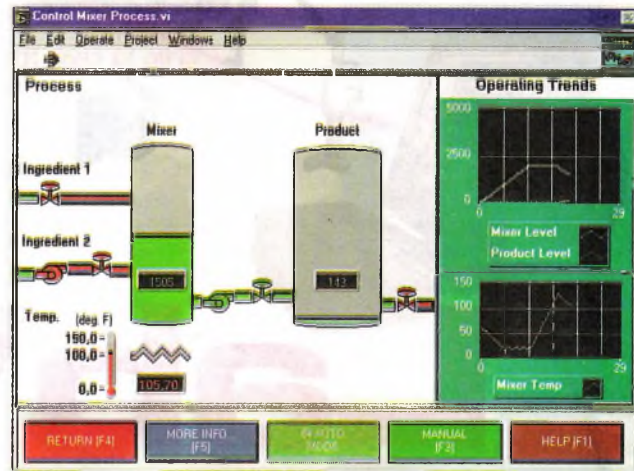 Control Mixer Process.vi
File Edit Operate Project Windows Help
Process
Mixer
Product
Ingredient 1
Ingredient 2
1505
143
Temp. (deg. F)
150,0
100,0
0,0
105,70
Operating Trends
5000
2500
0
0
Mixer Level
Product Level
150
100
50
0
0
29
Mixer Temp
RETURN [F4]
MORE INFO
[F5]
AUTO
MANUAL
HELP [F1]